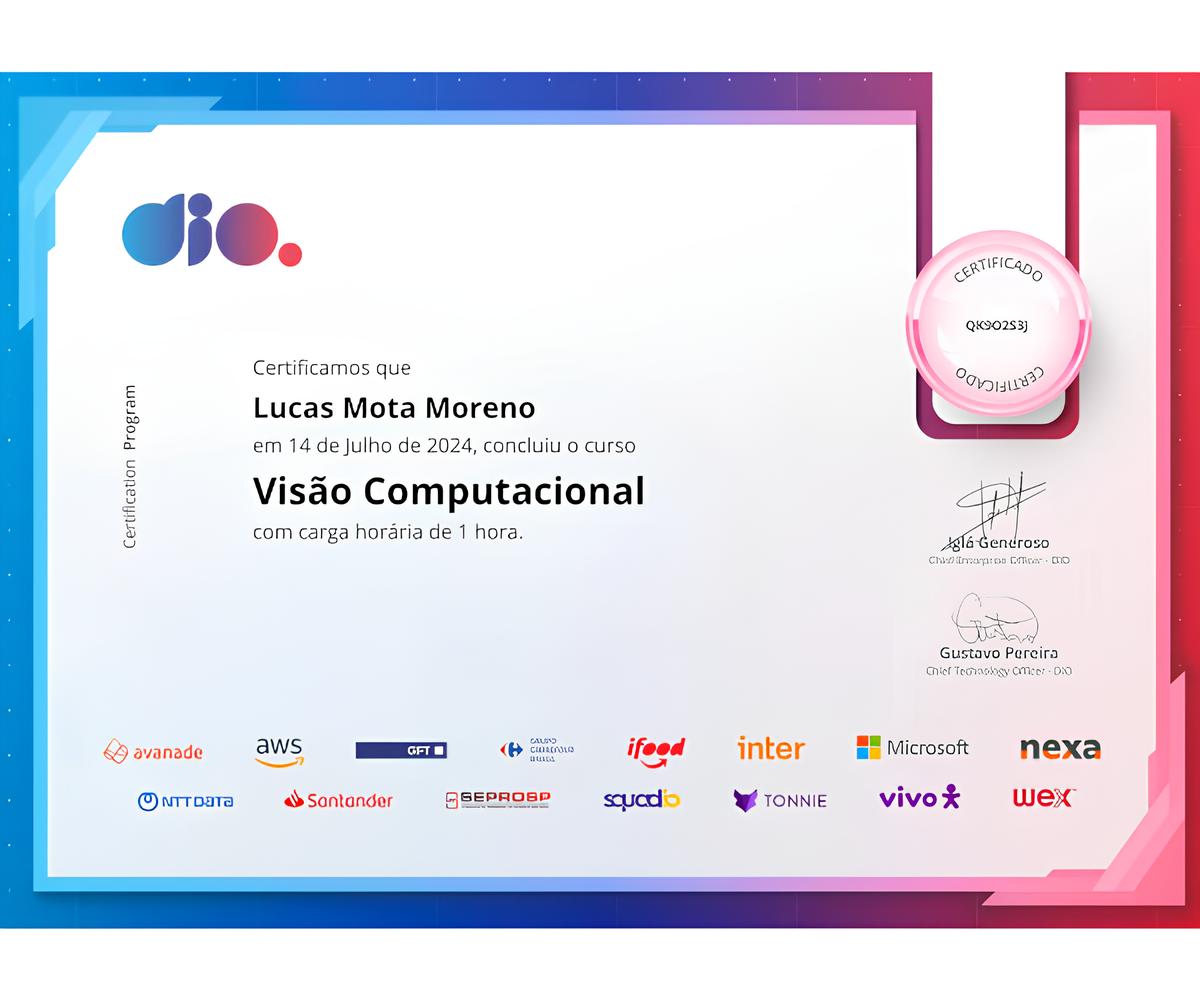 dio.
CERTIFICADO
CERTIFICADO
Certification Program
Certificamos que
Lucas Mota Moreno
em 14 de Julho de 2024, concluiu o curso
Visão Computacional
com carga horária de 1 hora.
Iglá Generoso
Gustavo Pereira
Chief Technology Officer - DIO
avanade aws GFT ifood inter Microsoft nexa
NTT DATA Santander SEPROSP squadio TONNIE vivo wex